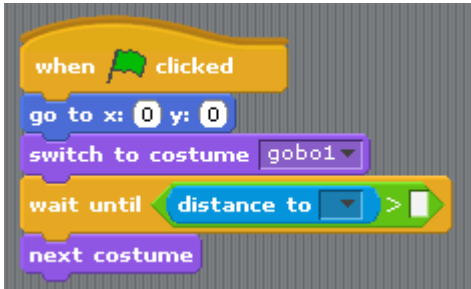 when clicked
go to x: 0 y: 0
switch to costume gobo1
wait until distance to >
next costume